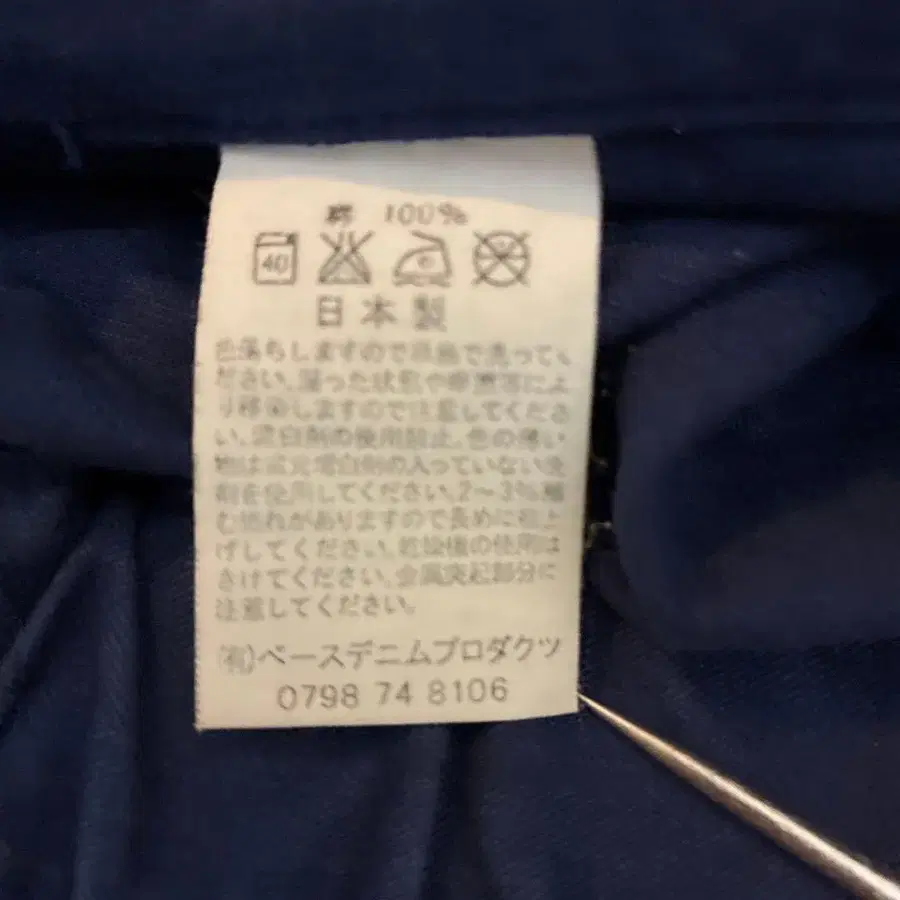 綿 100%
40
日本製
色落ちしますので単独で洗って
ください。湿った状態や摩擦等によ
り移染しますので注意してくださ
い。漂白剤の使用禁止。色の薄い
物は蛍光増白剤の入っていない洗
剤を使用してください。2〜3%縮
む恐れがありますので長めに裾上
げしてください。乾燥機の使用は
さけてください。金属突起部分に
注意してください。
(有)ベースデニムプロダクツ
0798 74 8106